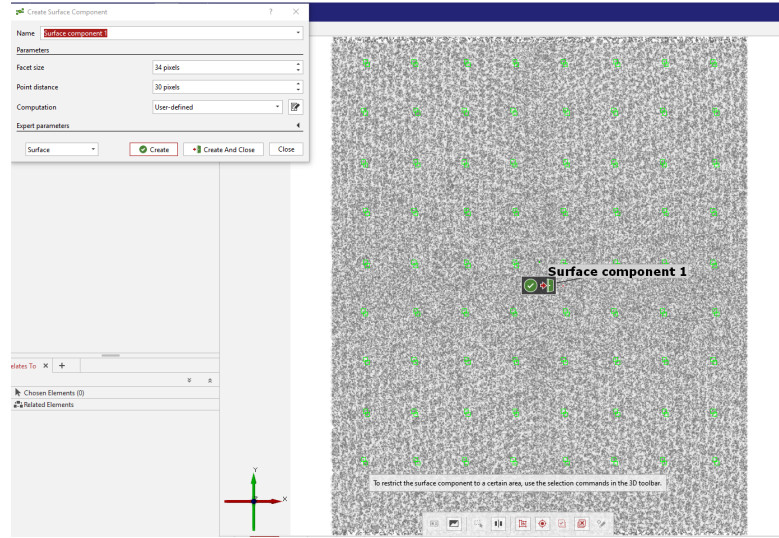 Create Surface Component
Name Surface component 1
Parameters
Facet size 34 pixels
Point distance 30 pixels
Computation User-defined
Expert parameters
Surface Create Create And Close Close
Surface component 1
elates To
Chosen Elements (0)
Related Elements
Y
X
To restrict the surface component to a certain area, use the selection commands in the 3D toolbar.